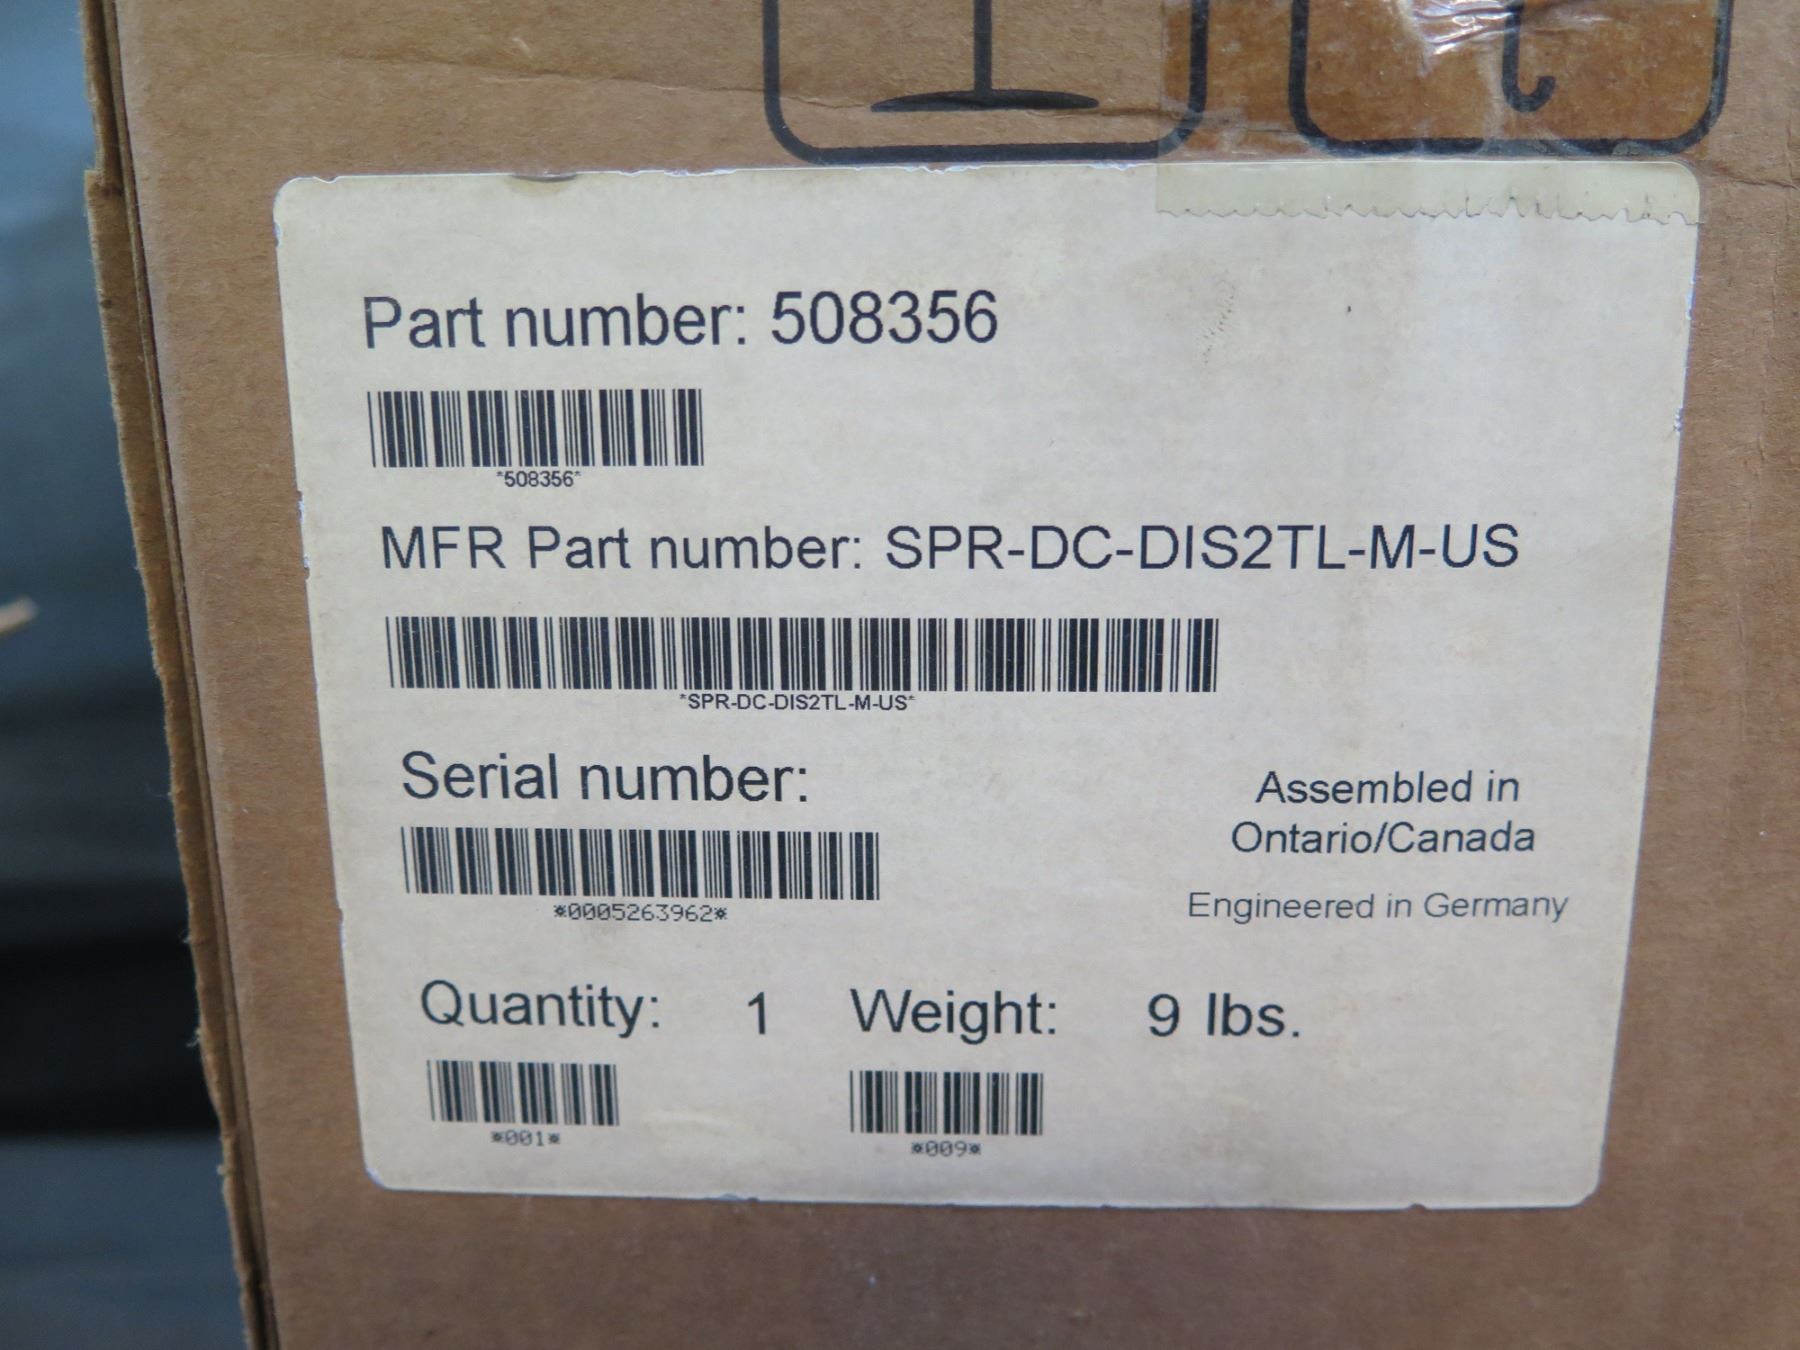 Part number: 508356
*508356*
MFR Part number: SPR-DC-DIS2TL-M-US
*SPR-DC-DIS2TL-M-US*
Serial number:
*0005263962*
Assembled in
Ontario/Canada
Engineered in Germany
Quantity: 1 Weight: 9 lbs.
*001* *009*